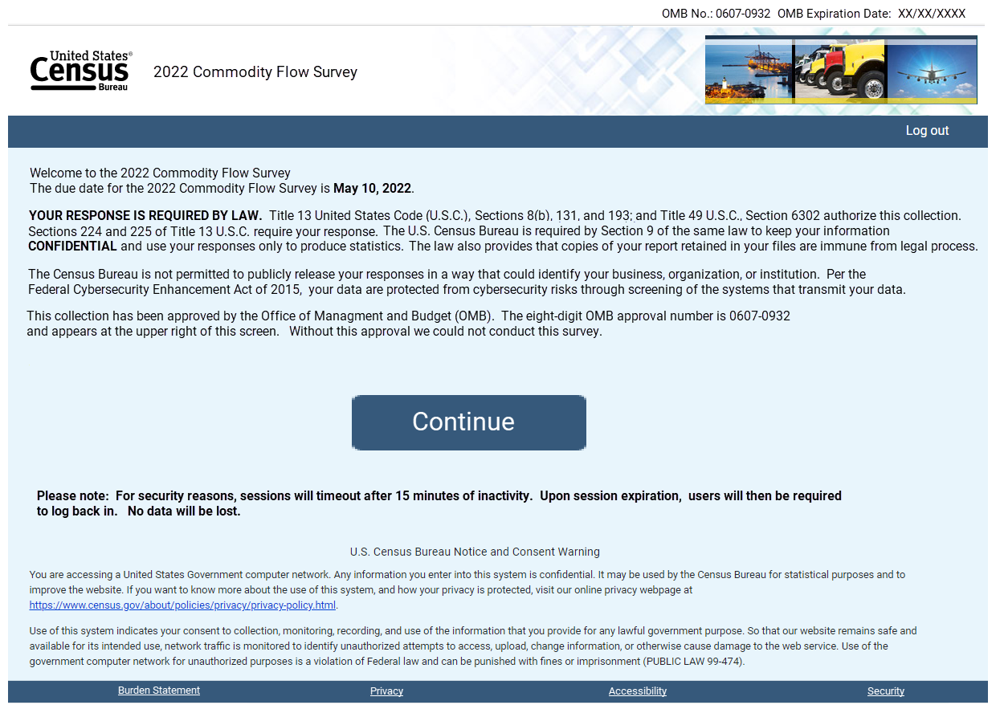 OMB No.: 0607-0932 OMB Expiration Date: XX/XX/XXXX
United States®
Census
Bureau
2022 Commodity Flow Survey
Log out
Welcome to the 2022 Commodity Flow Survey
The due date for the 2022 Commodity Flow Survey is May 10, 2022.
YOUR RESPONSE IS REQUIRED BY LAW. Title 13 United States Code (U.S.C.), Sections 8(b), 131, and 193; and Title 49 U.S.C., Section 6302 authorize this collection.
Sections 224 and 225 of Title 13 U.S.C. require your response. The U.S. Census Bureau is required by Section 9 of the same law to keep your information
CONFIDENTIAL and use your responses only to produce statistics. The law also provides that copies of your report retained in your files are immune from legal process.
The Census Bureau is not permitted to publicly release your responses in a way that could identify your business, organization, or institution. Per the
Federal Cybersecurity Enhancement Act of 2015, your data are protected from cybersecurity risks through screening of the systems that transmit your data.
This collection has been approved by the Office of Managment and Budget (OMB). The eight-digit OMB approval number is 0607-0932
and appears at the upper right of this screen. Without this approval we could not conduct this survey.
Continue
Please note: For security reasons, sessions will timeout after 15 minutes of inactivity. Upon session expiration, users will then be required
to log back in. No data will be lost.
U.S. Census Bureau Notice and Consent Warning
You are accessing a United States Government computer network. Any information you enter into this system is confidential. It may be used by the Census Bureau for statistical purposes and to
improve the website. If you want to know more about the use of this system, and how your privacy is protected, visit our online privacy webpage at
https://www.census.gov/about/policies/privacy/privacy-policy.html.
Use of this system indicates your consent to collection, monitoring, recording, and use of the information that you provide for any lawful government purpose. So that our website remains safe and
available for its intended use, network traffic is monitored to identify unauthorized attempts to access, upload, change information, or otherwise cause damage to the web service. Use of the
government computer network for unauthorized purposes is a violation of Federal law and can be punished with fines or imprisonment (PUBLIC LAW 99-474).
Burden Statement Privacy Accessibility Security